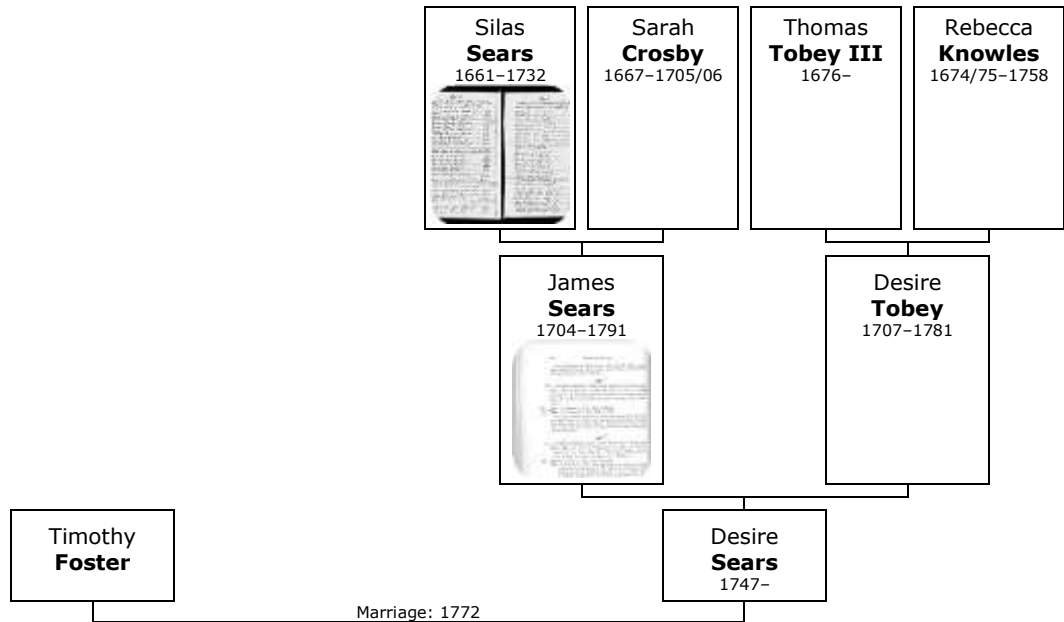 Silas
Sears
1661–1732
Sarah
Crosby
1667–1705/06
Thomas
Tobey III
1676–
Rebecca
Knowles
1674/75–1758
James
Sears
1704–1791
Desire
Tobey
1707–1781
Timothy
Foster
Desire
Sears
1747–
Marriage: 1772